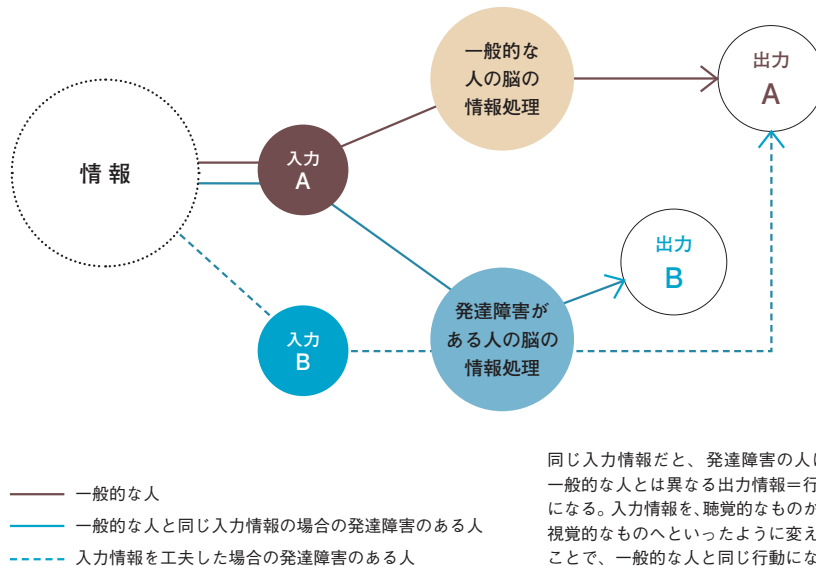 一般的な
人の脳の
情報処理
出力
A
情報
入力
A
出力
B
発達障害が
ある人の脳の
情報処理
入力
B
一般的な人
一般的な人と同じ入力情報の場合の発達障害のある人
入力情報を工夫した場合の発達障害のある人
同じ入力情報だと、発達障害の人
一般的な人とは異なる出力情報=行
になる。入力情報を、聴覚的なものか
視覚的なものへといったように変え
ことで、一般的な人と同じ行動にな